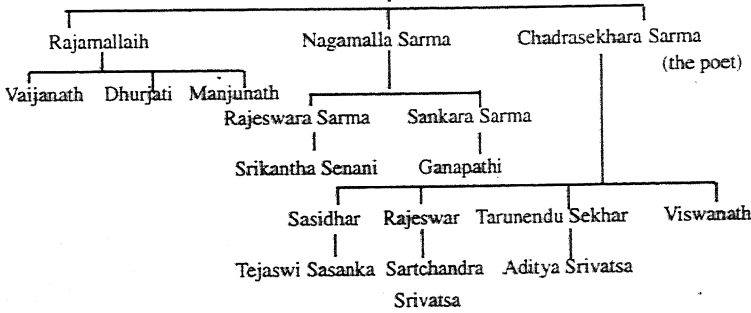 Rajamallaih Nagamalla Sarma Chadrasekhara Sarma
(the poet)
Vaijanath Dhurjati Manjunath
Rajeswara Sarma Sankara Sarma
Srikantha Senani Ganapathi
Sasidhar Rajeswar Tarunendu Sekhar Viswanath
Tejaswi Sasanka Sartchandra Aditya Srivatsa
Srivatsa